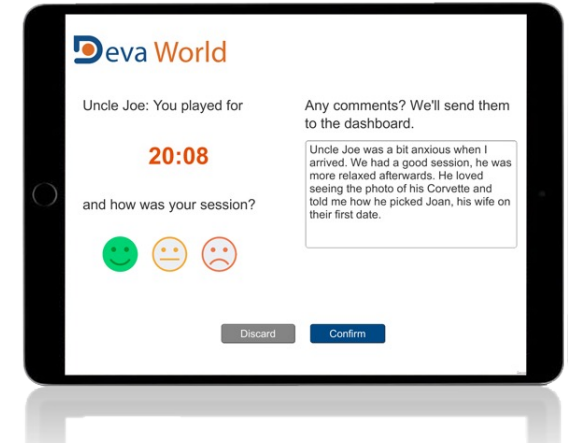 Deva World
Uncle Joe: You played for
20:08
and how was your session?
Any comments? We'll send them
to the dashboard.
Uncle Joe was a bit anxious when I
arrived. We had a good session, he was
more relaxed afterwards. He loved
seeing the photo of his Corvette and
told me how he picked Joan, his wife on
their first date.
Discard
Confirm